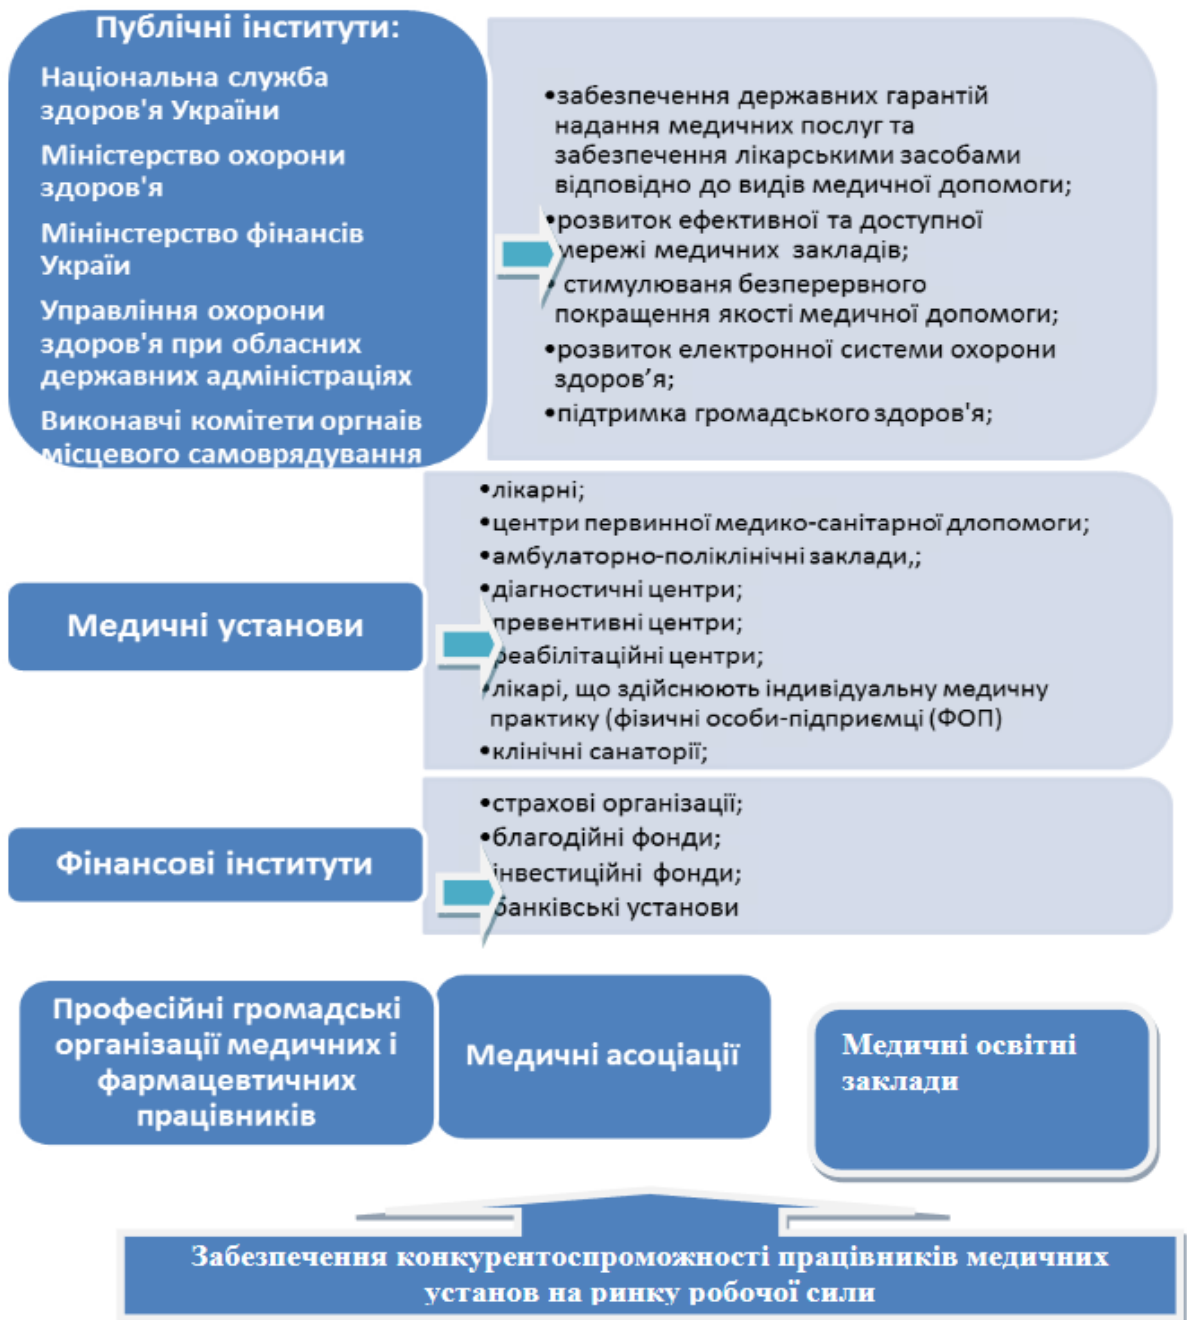 Публічні інститути:
Національна служба
здоров'я України
Міністерство охорони
здоров'я
Мінінстерство фінансів
Україи
Управління охорони
здоров'я при обласних
державних адміністраціях
Виконавчі комітети оргнаів
місцевого самоврядування
•забезпечення державних гарантій
надання медичних послуг та
забезпечення лікарськими засобами
відповідно до видів медичної допомоги;
•розвиток ефективної та доступної
мережі медичних закладів;
• стимулюваня безперервного
покращення якості медичної допомоги;
•розвиток електронної системи охорони
здоров’я;
•підтримка громадського здоров'я;
Медичні установи
•лікарні;
•центри первинної медико-санітарної длопомоги;
•амбулаторно-поліклінічні заклади,;
•діагностичні центри;
превентивні центри;
реабілітаційні центри;
•лікарі, що здійснюють індивідуальну медичну
практику (фізичні особи-підприємці (ФОП)
•клінічні санаторії;
Фінансові інститути
•страхові організації;
•благодійні фонди;
інвестиційні фонди;
банківські установи
Професійні громадські
організації медичних і
фармацевтичних
працівників
Медичні асоціації
Медичні освітні
заклади
Забезпечення конкурентоспроможності працівників медичних
установ на ринку робочої сили